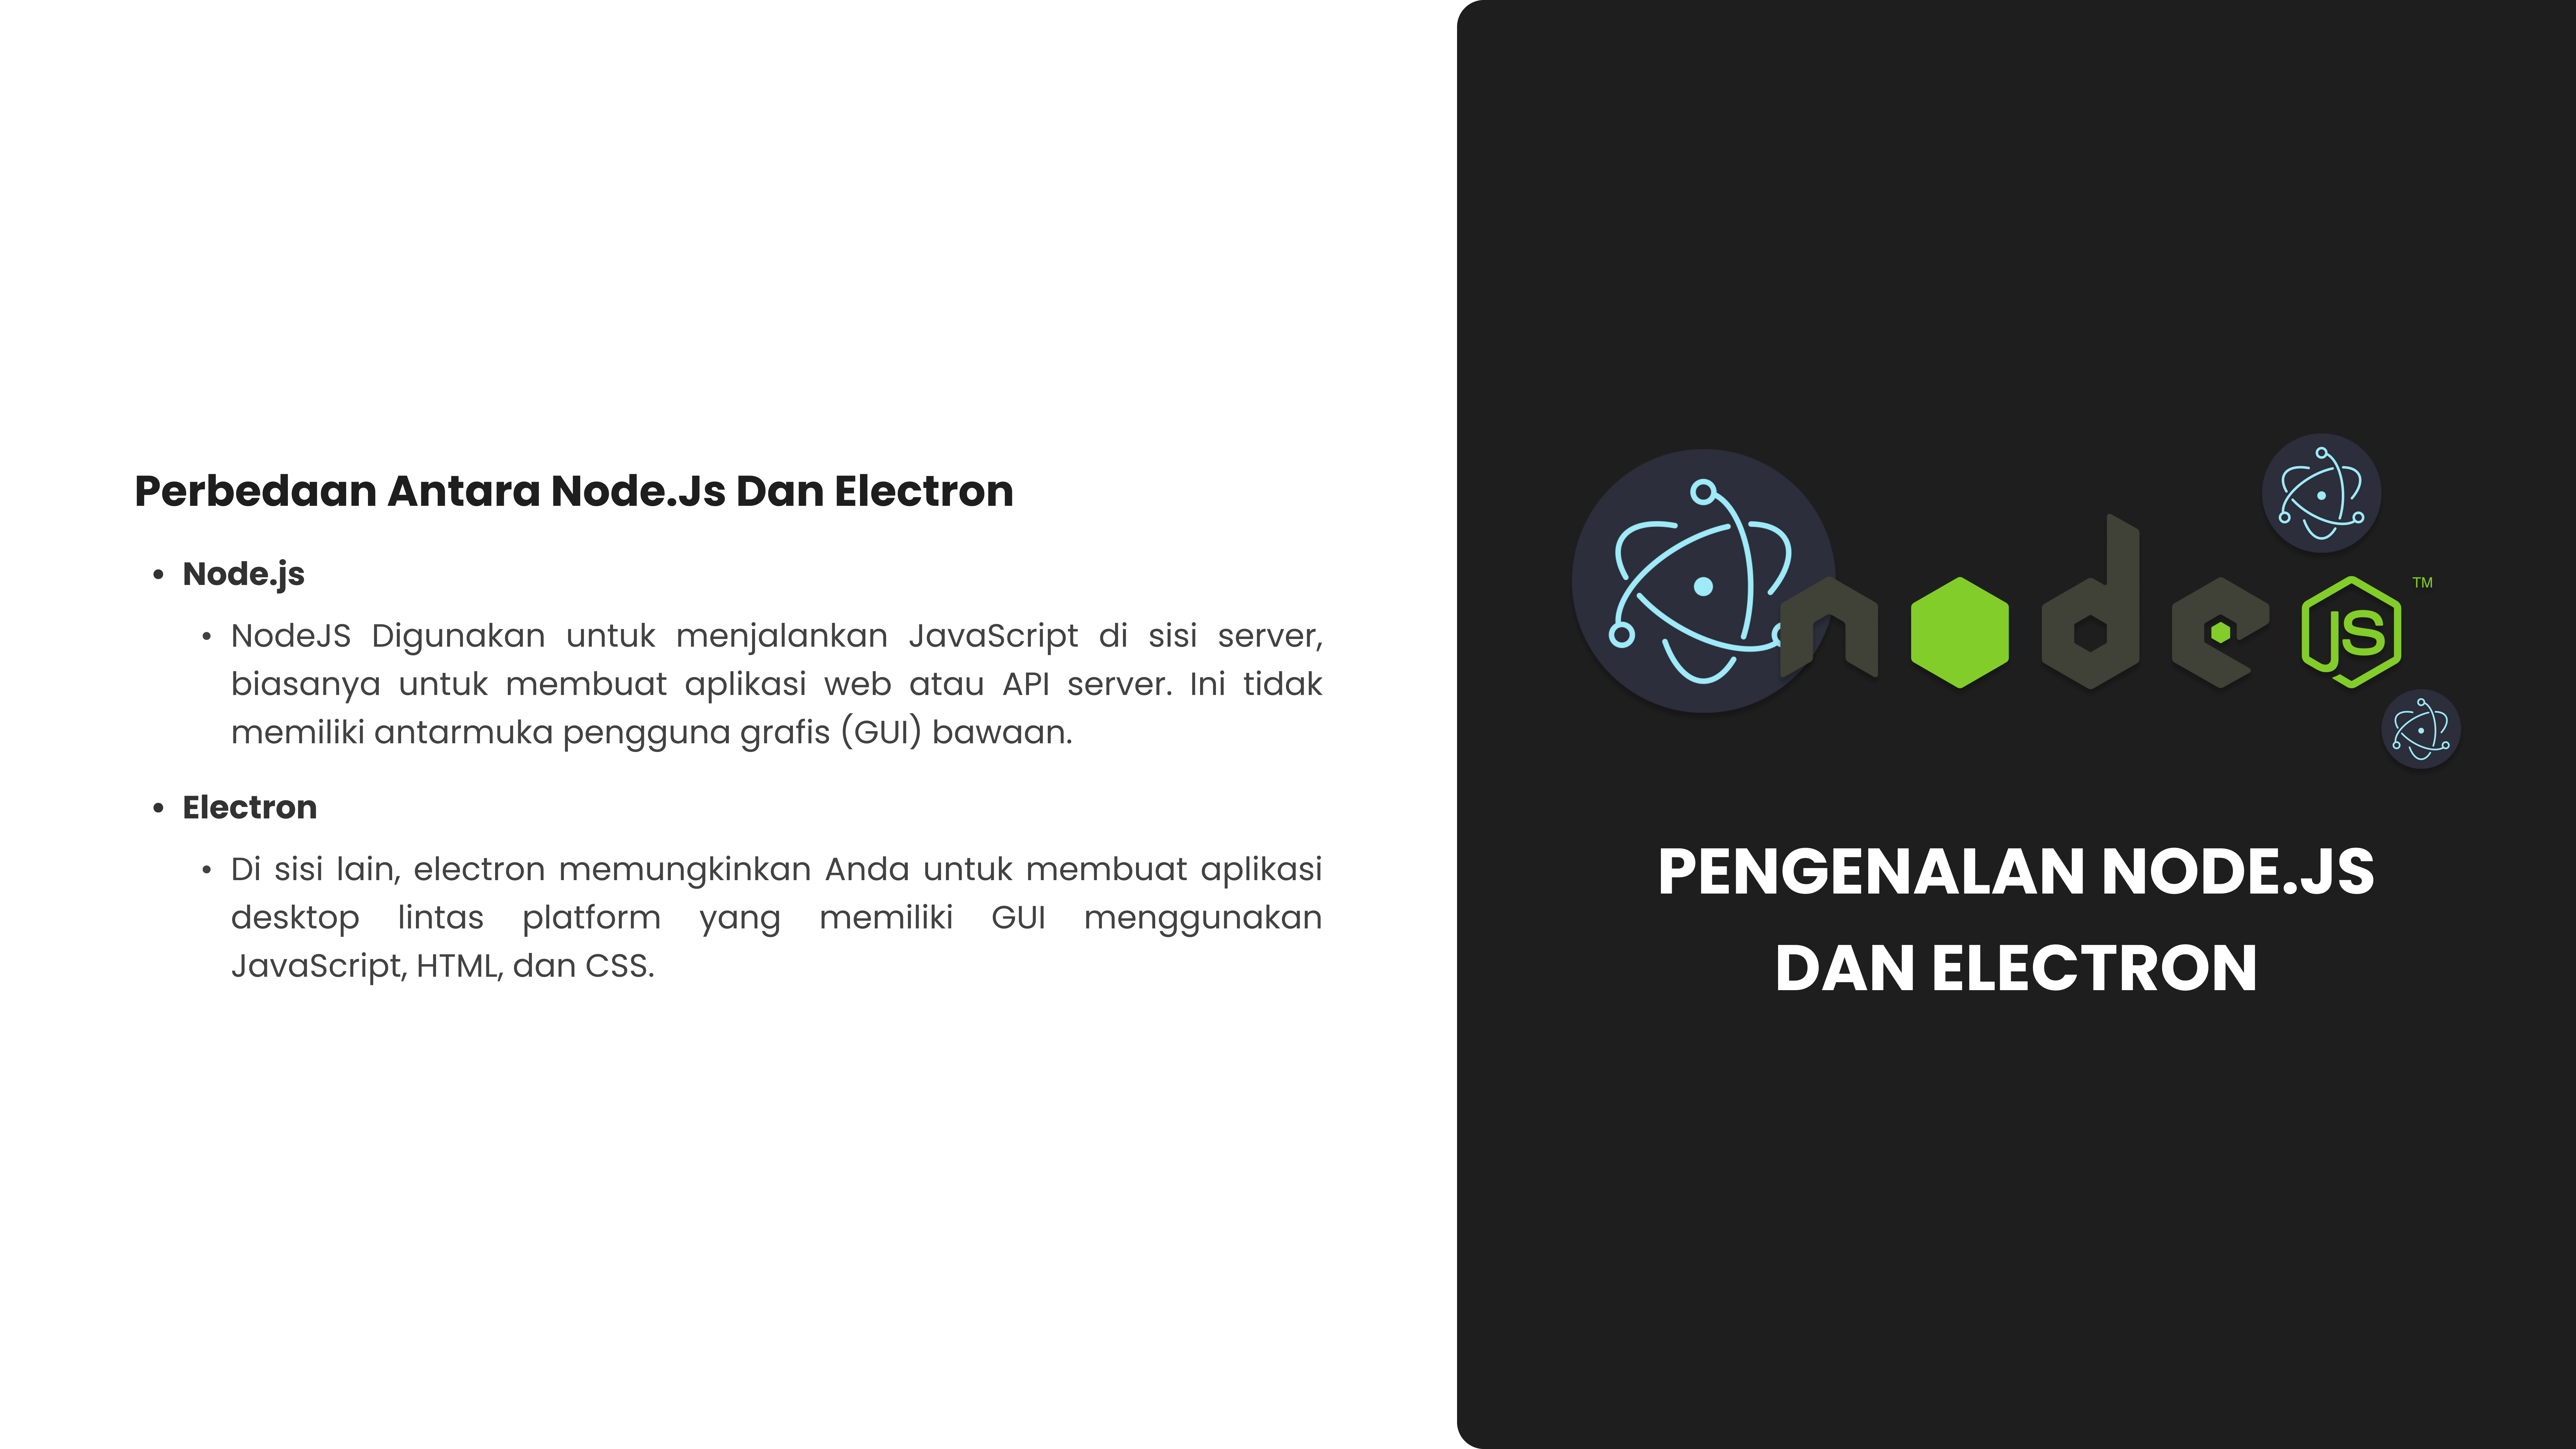 Perbedaan Antara Node.Js Dan Electron
• Node.js
• NodeJS Digunakan untuk menjalankan JavaScript di sisi server,
biasanya untuk membuat aplikasi web atau API server. Ini tidak
memiliki antarmuka pengguna grafis (GUI) bawaan.
• Electron
• Di sisi lain, electron memungkinkan Anda untuk membuat aplikasi
desktop lintas platform yang memiliki GUI menggunakan
JavaScript, HTML, dan CSS.
node JS TM
PENGENALAN NODE.JS
DAN ELECTRON